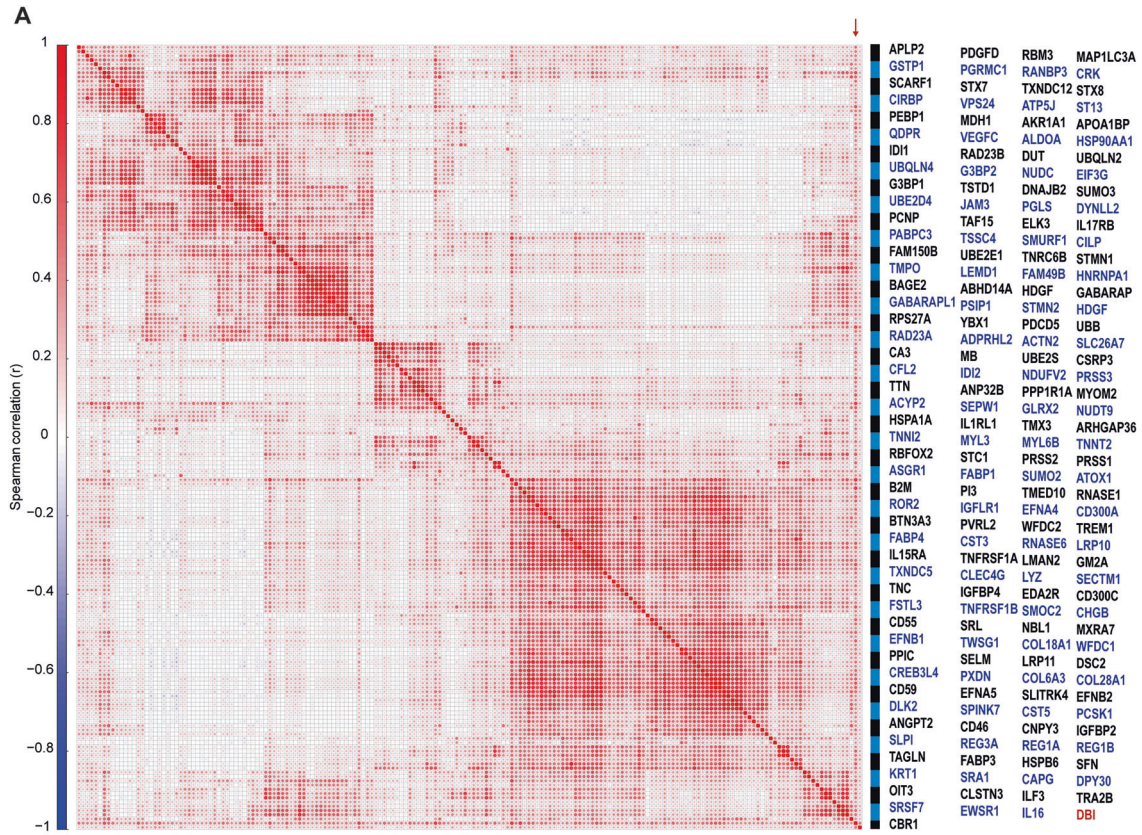 A
1
0.8
0.6
0.4
0.2
0
−0.2
−0.4
−0.6
−0.8
−1
Spearman correlation (r)
APLP2 PDGFD RBM3 MAP1LC3A
GSTP1 PGRMC1 RANBP3 CRK
SCARF1 STX7 TXNDC12 STX8
CIRBP VPS24 ATP5J ST13
PEBP1 MDH1 AKR1A1 APOA1BP
QDPR VEGFC ALDOA HSP90AA1
IDI1 RAD23B DUT UBQLN2
UBQLN4 G3BP2 NUDC EIF3G
G3BP1 TSTD1 DNAJB2 SUMO3
UBE2D4 JAM3 PGLS DYNLL2
PCNP TAF15 ELK3 IL17RB
PABPC3 TSSC4 SMURF1 CILP
FAM150B UBE2E1 TNRC6B STMN1
TMPO LEMD1 FAM49B HNRNPA1
BAGE2 ABHD14A HDGF GABARAP
GABARAPL1 PSIP1 STMN2 HDGF
RPS27A YBX1 PDCD5 UBB
RAD23A ADPRHL2 ACTN2 SLC26A7
CA3 MB UBE2S CSRP3
CFL2 IDI2 NDUFV2 PRSS3
TTN ANP32B PPP1R1A MYOM2
ACYP2 SEPW1 GLRX2 NUDT9
HSPA1A IL1RL1 TMX3 ARHGAP36
TNNI2 MYL3 MYL6B TNNT2
RBFOX2 STC1 PRSS2 PRSS1
ASGR1 FABP1 SUMO2 ATOX1
B2M PI3 TMED10 RNASE1
ROR2 IGFLR1 EFNA4 CD300A
BTN3A3 PVRL2 WFDC2 TREM1
FABP4 CST3 RNASE6 LRP10
IL15RA TNFRSF1A LMAN2 GM2A
TXNDC5 CLEC4G LYZ SECTM1
TNC IGFBP4 EDA2R CD300C
FSTL3 TNFRSF1B SMOC2 CHGB
CD55 SRL NBL1 MXRA7
EFNB1 TWSG1 COL18A1 WFDC1
PPIC SELM LRP11 DSC2
CREB3L4 PXDN COL6A3 COL28A1
CD59 EFNA5 SLITRK4 EFNB2
DLK2 SPINK7 CST5 PCSK1
ANGPT2 CD46 CNPY3 IGFBP2
SLPI REG3A REG1A REG1B
TAGLN FABP3 HSPB6 SFN
KRT1 SRA1 CAPG DPY30
OIT3 CLSTN3 ILF3 TRA2B
SRSF7 EWSR1 IL16 DBI
CBR1